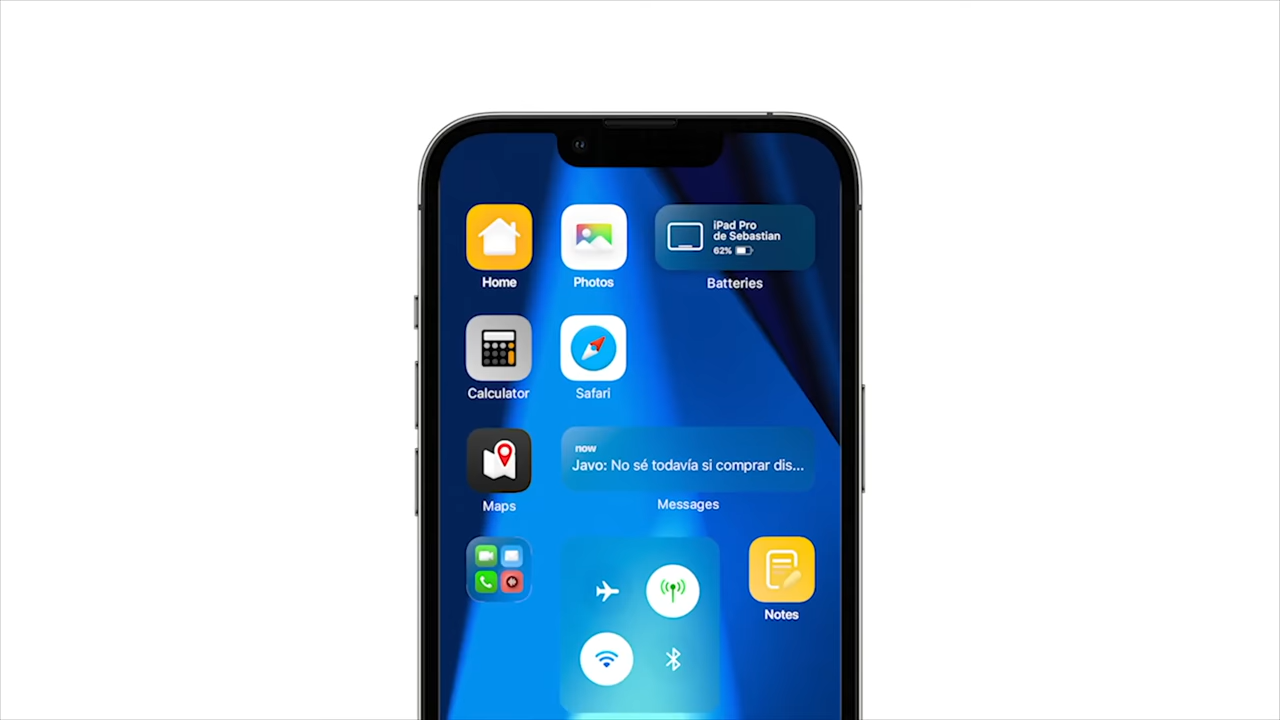 iPad Pro
de Sebastian
62%
Home
Photos
Batteries
Calculator
Safari
now
Javo: No sé todavía si comprar dis...
Maps
Messages
Notes